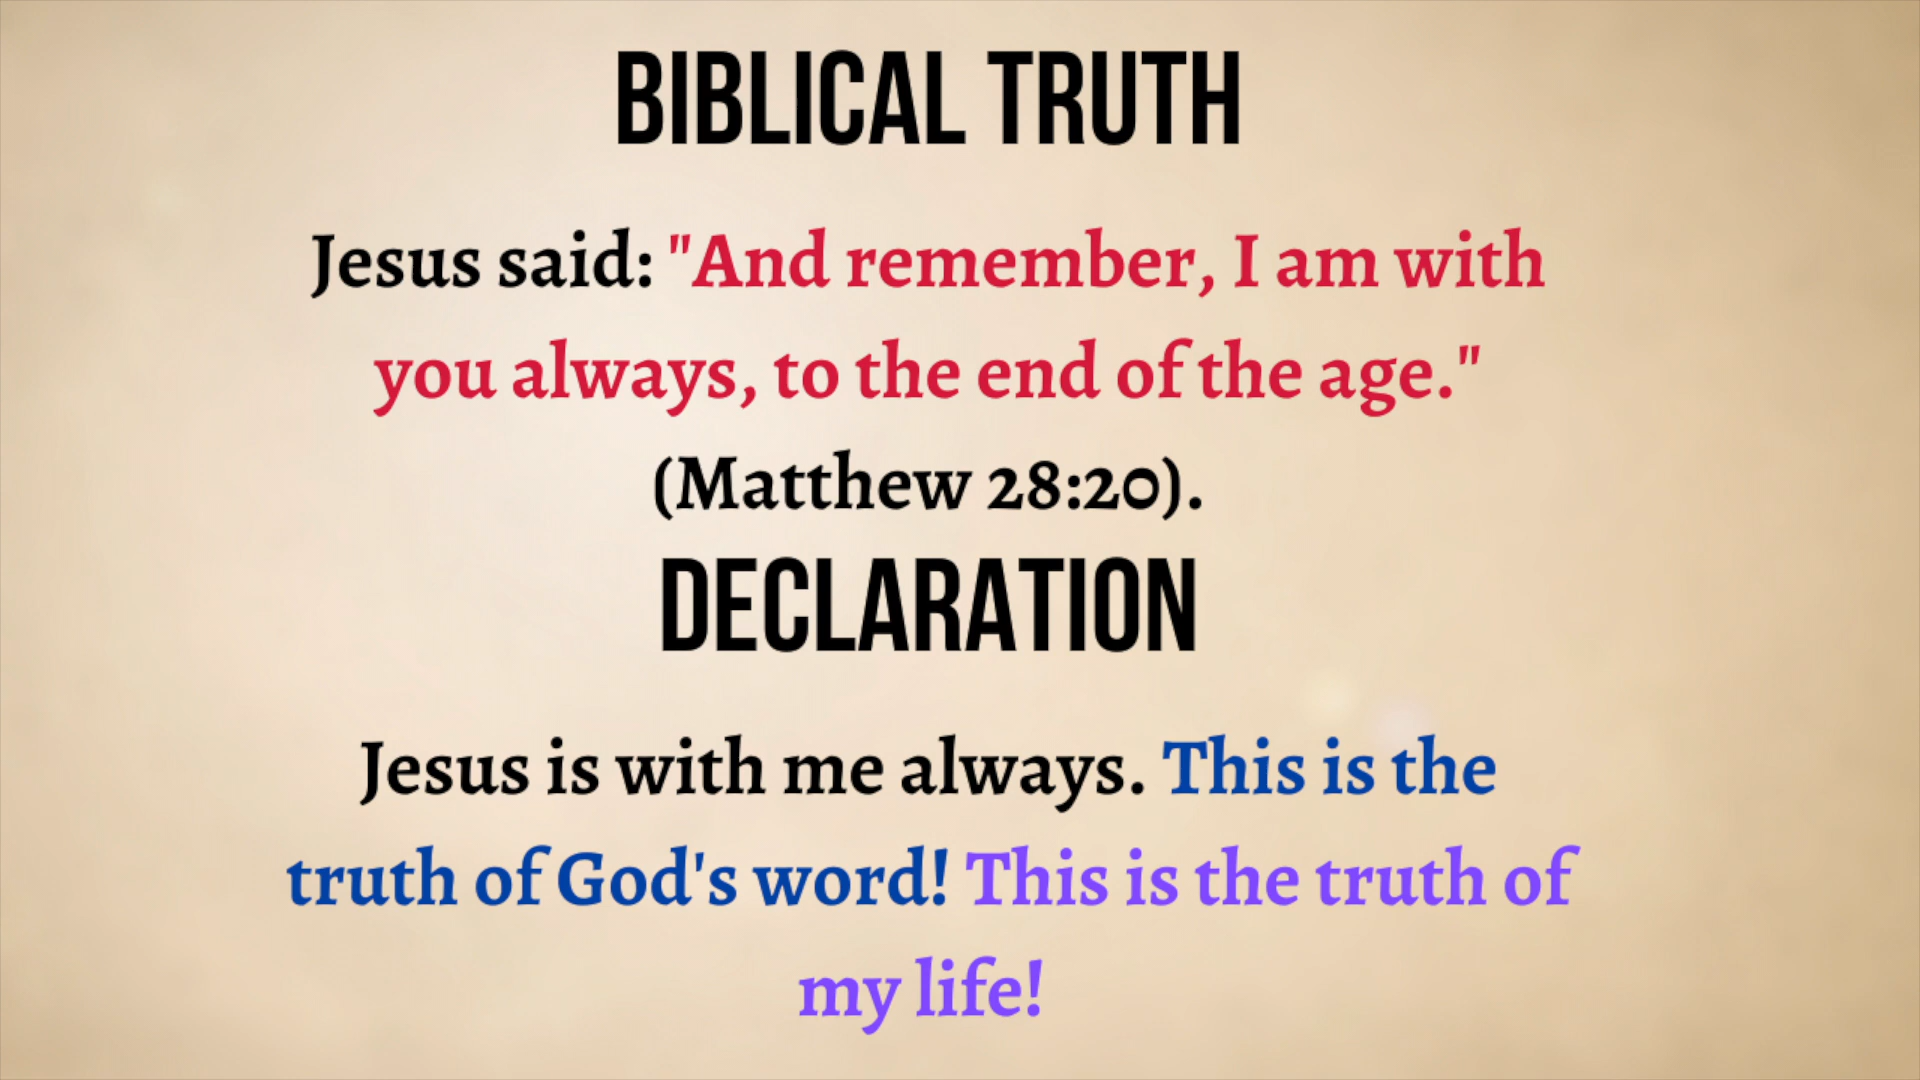 BIBLICAL TRUTH
Jesus said: "And remember, I am with
you always, to the end of the age."
(Matthew 28:20).
DECLARATION
Jesus is with me always. This is the
truth of God's word! This is the truth of
my life!